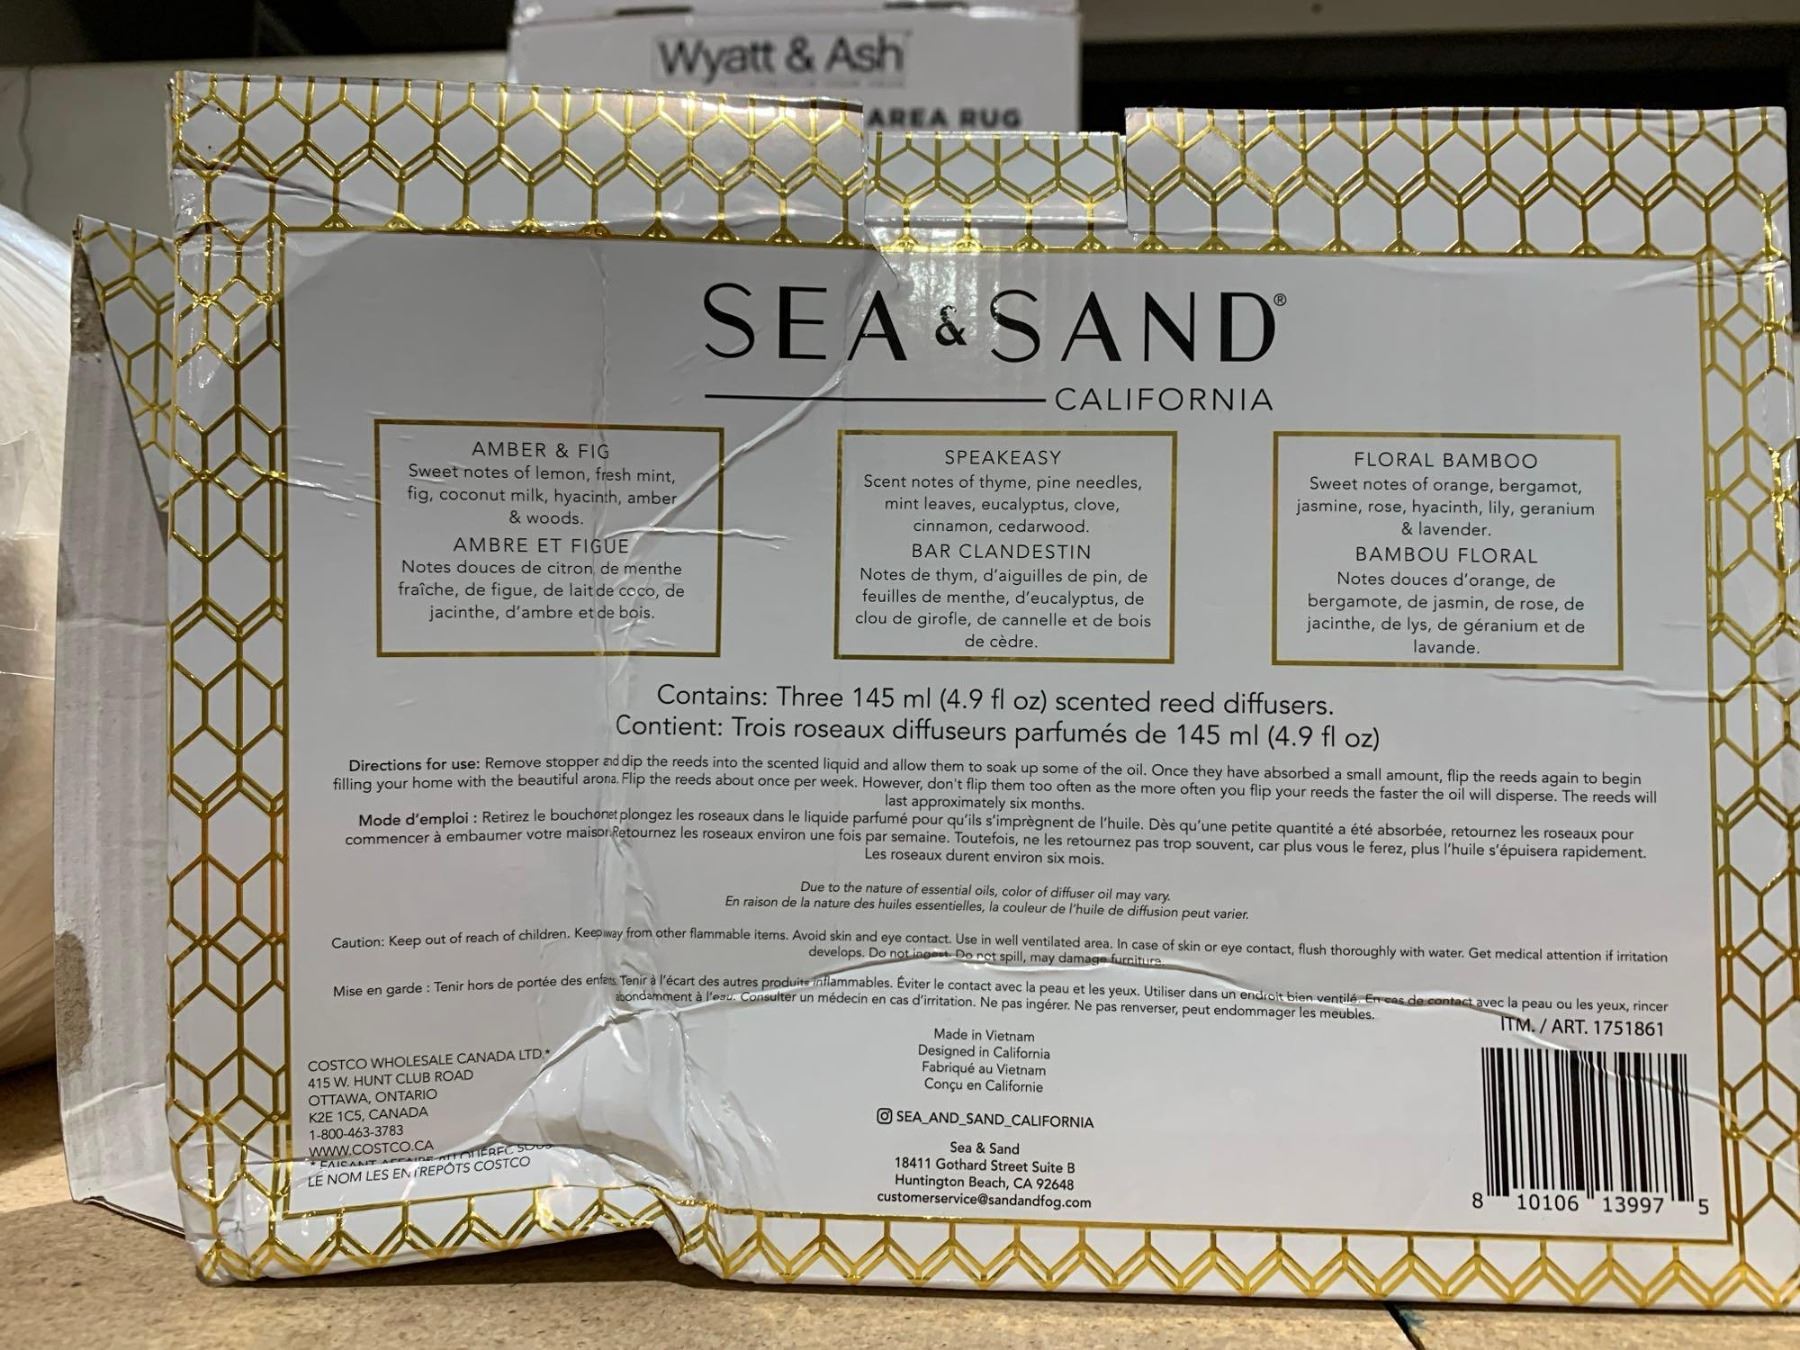 Wyatt & Ash
AREA RUG
SEA & SAND®
CALIFORNIA
AMBER & FIG
Sweet notes of lemon, fresh mint,
fig, coconut milk, hyacinth, amber
& woods.
AMBRE ET FIGUE
Notes douces de citron, de menthe
fraîche, de figue, de lait de coco, de
jacinthe, d'ambre et de bois.
SPEAKEASY
Scent notes of thyme, pine needles,
mint leaves, eucalyptus, clove,
cinnamon, cedarwood.
BAR CLANDESTIN
Notes de thym, d'aiguilles de pin, de
feuilles de menthe, d'eucalyptus, de
clou de girofle, de cannelle et de bois
de cèdre.
FLORAL BAMBOO
Sweet notes of orange, bergamot,
jasmine, rose, hyacinth, lily, geranium
& lavender.
BAMBOU FLORAL
Notes douces d'orange, de
bergamote, de jasmin, de rose, de
jacinthe, de lys, de géranium et de
lavande.
Contains: Three 145 ml (4.9 fl oz) scented reed diffusers.
Contient: Trois roseaux diffuseurs parfumés de 145 ml (4.9 fl oz)
Directions for use: Remove stopper and dip the reeds into the scented liquid and allow them to soak up some of the oil. Once they have absorbed a small amount, flip the reeds again to begin
filling your home with the beautiful aroma. Flip the reeds about once per week. However, don't flip them too often as the more often you flip your reeds the faster the oil will disperse. The reeds will
last approximately six months.
Mode d'emploi : Retirez le bouchon et plongez les roseaux dans le liquide parfumé pour qu'ils s'imprègnent de l'huile. Dès qu'une petite quantité a été absorbée, retournez les roseaux pour
commencer à embaumer votre maison. Retournez les roseaux environ une fois par semaine. Toutefois, ne les retournez pas trop souvent, car plus vous le ferez, plus l'huile s'épuisera rapidement.
Les roseaux durent environ six mois.
Due to the nature of essential oils, color of diffuser oil may vary.
En raison de la nature des huiles essentielles, la couleur de l'huile de diffusion peut varier.
Caution: Keep out of reach of children. Keep away from other flammable items. Avoid skin and eye contact. Use in well ventilated area. In case of skin or eye contact, flush thoroughly with water. Get medical attention if irritation
develops. Do not ingest. Do not spill, may damage furniture.
Mise en garde : Tenir hors de portée des enfants. Tenir à l'écart des autres produits inflammables. Éviter le contact avec la peau et les yeux. Utiliser dans un endroit bien ventilé. En cas de contact avec la peau ou les yeux, rincer
abondamment à l'eau. Consulter un médecin en cas d'irritation. Ne pas ingérer. Ne pas renverser, peut endommager les meubles.
ITM. / ART. 1751861
COSTCO WHOLESALE CANADA LTD.*
415 W. HUNT CLUB ROAD
OTTAWA, ONTARIO
K2E 1C5, CANADA
1-800-463-3783
WWW.COSTCO.CA
* FAISANT AFFAIRE AU QUÉBEC SOUS
LE NOM LES ENTREPÔTS COSTCO
Made in Vietnam
Designed in California
Fabriqué au Vietnam
Conçu en Californie
SEA_AND_SAND_CALIFORNIA
Sea & Sand
18411 Gothard Street Suite B
Huntington Beach, CA 92648
customerservice@sandandfog.com
8 10106 13997 5